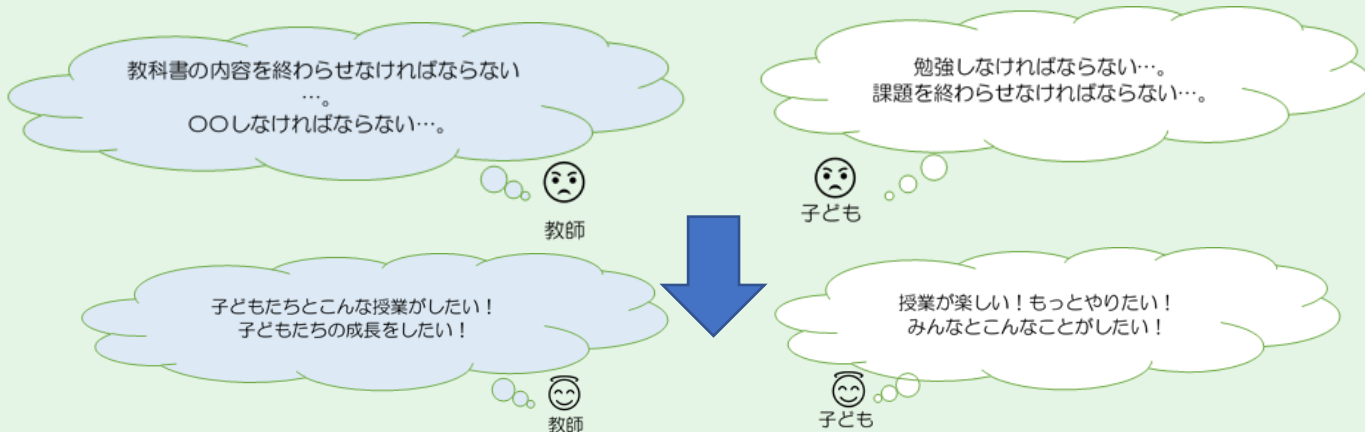 教科書の内容を終わらせなければならない
…。
〇〇しなければならない…。
教師
勉強しなければならない…。
課題を終わらせなければならない…。
子ども
子どもたちとこんな授業がしたい！
子どもたちの成長をしたい！
教師
授業が楽しい！もっとやりたい！
みんなとこんなことがしたい！
子ども